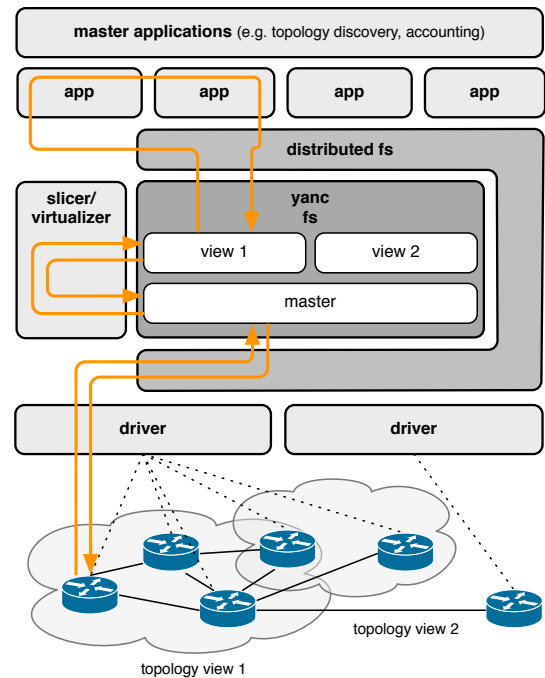 master applications (e.g. topology discovery, accounting)
app
app
app
app
distributed fs
slicer/
virtualizer
yanc
fs
view 1
view 2
master
driver
driver
topology view 2
topology view 1